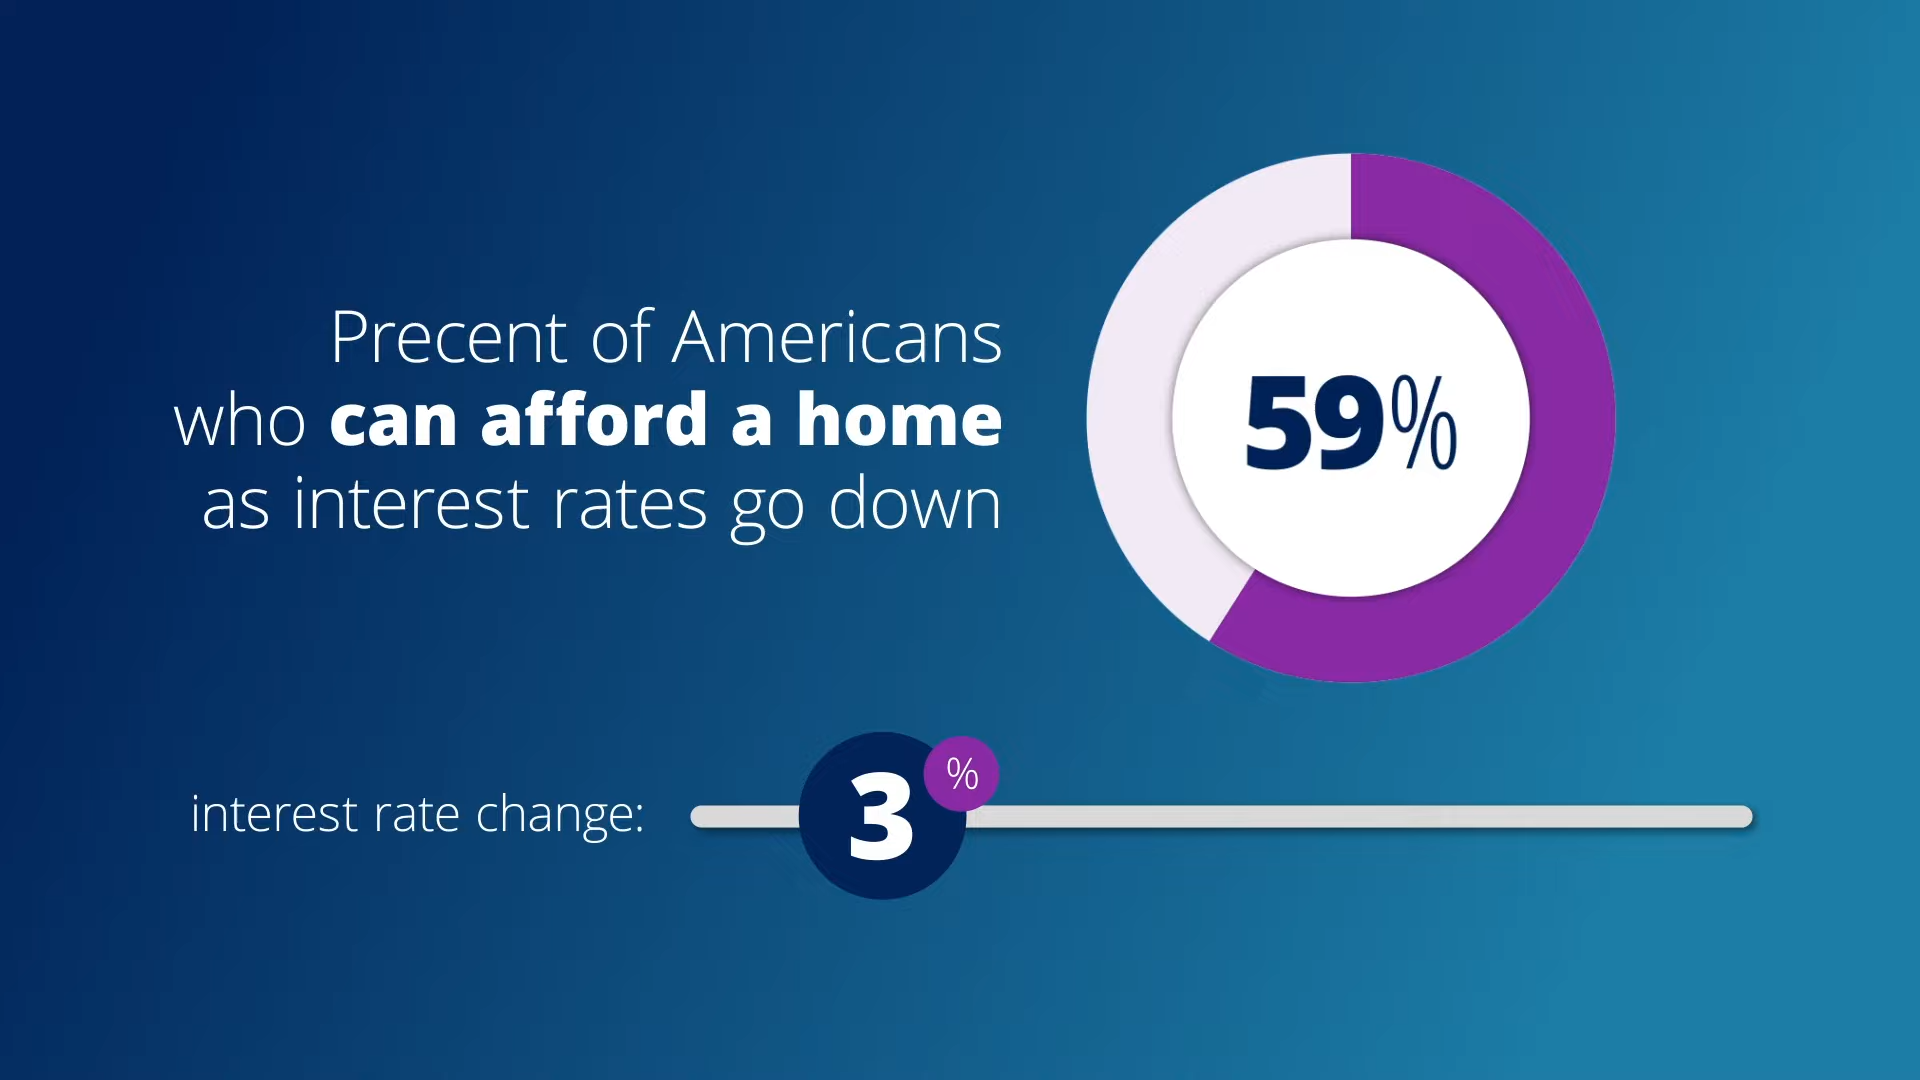 Precent of Americans
who can afford a home
as interest rates go down
59%
interest rate change:
3%